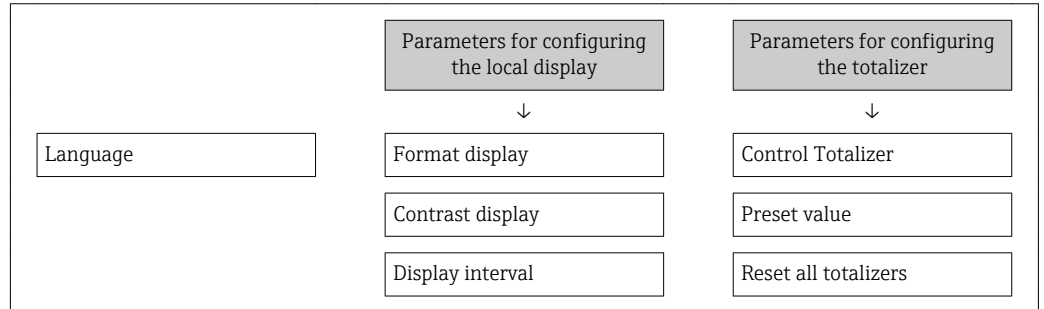 Parameters for configuring
the local display
Parameters for configuring
the totalizer
↓
↓
Language
Format display
Control Totalizer
Contrast display
Preset value
Display interval
Reset all totalizers